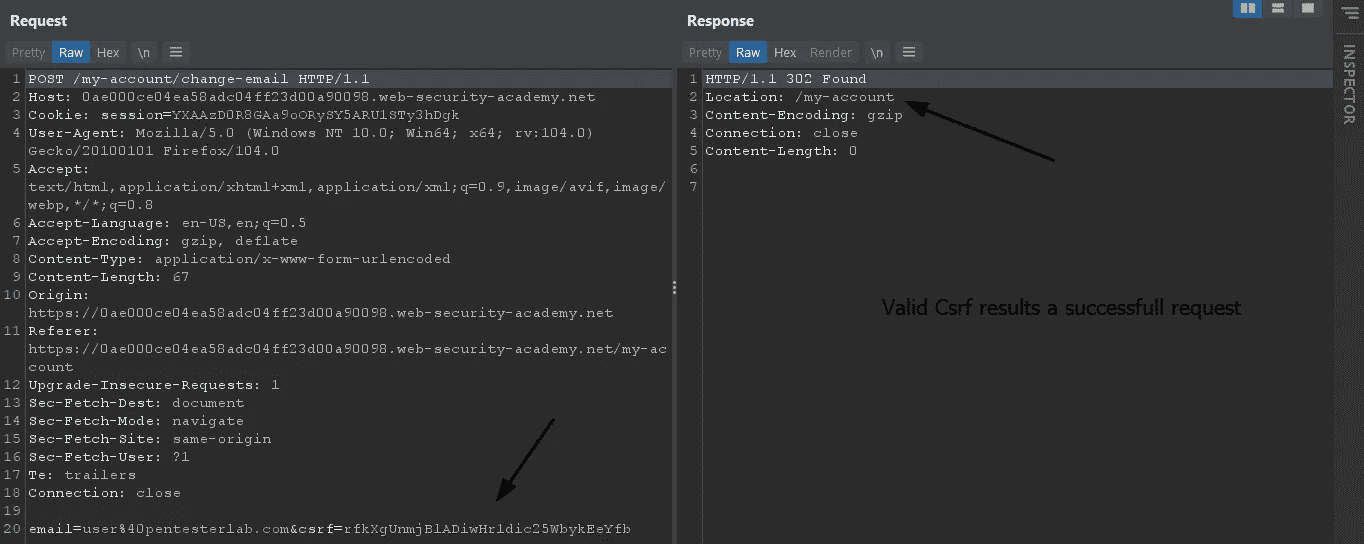 Request
Pretty Raw Hex \n
1 POST /my-account/change-email HTTP/1.1
2 Host: 0ae000ce04ea58adc04ff23d00a90098.web-security-academy.net
3 Cookie: session=YXAAzD0R8GAa9oORySY5ARUlSTy3hDgk
4 User-Agent: Mozilla/5.0 (Windows NT 10.0; Win64; x64; rv:104.0)
Gecko/20100101 Firefox/104.0
5 Accept:
text/html,application/xhtml+xml,application/xml;q=0.9,image/avif,image/
webp,*/*;q=0.8
6 Accept-Language: en-US,en;q=0.5
7 Accept-Encoding: gzip, deflate
8 Content-Type: application/x-www-form-urlencoded
9 Content-Length: 67
10 Origin:
https://0ae000ce04ea58adc04ff23d00a90098.web-security-academy.net
11 Referer:
https://0ae000ce04ea58adc04ff23d00a90098.web-security-academy.net/my-ac
count
12 Upgrade-Insecure-Requests: 1
13 Sec-Fetch-Dest: document
14 Sec-Fetch-Mode: navigate
15 Sec-Fetch-Site: same-origin
16 Sec-Fetch-User: ?1
17 Te: trailers
18 Connection: close
19
20 email=user%40pentesterlab.com&csrf=rfkXgUnmjBlADiwHr1dic25WbykEeYfb
Response
Pretty Raw Hex Render \n
1 HTTP/1.1 302 Found
2 Location: /my-account
3 Content-Encoding: gzip
4 Connection: close
5 Content-Length: 0
6
7
Valid Csrf results a successfull request
INSPECTOR